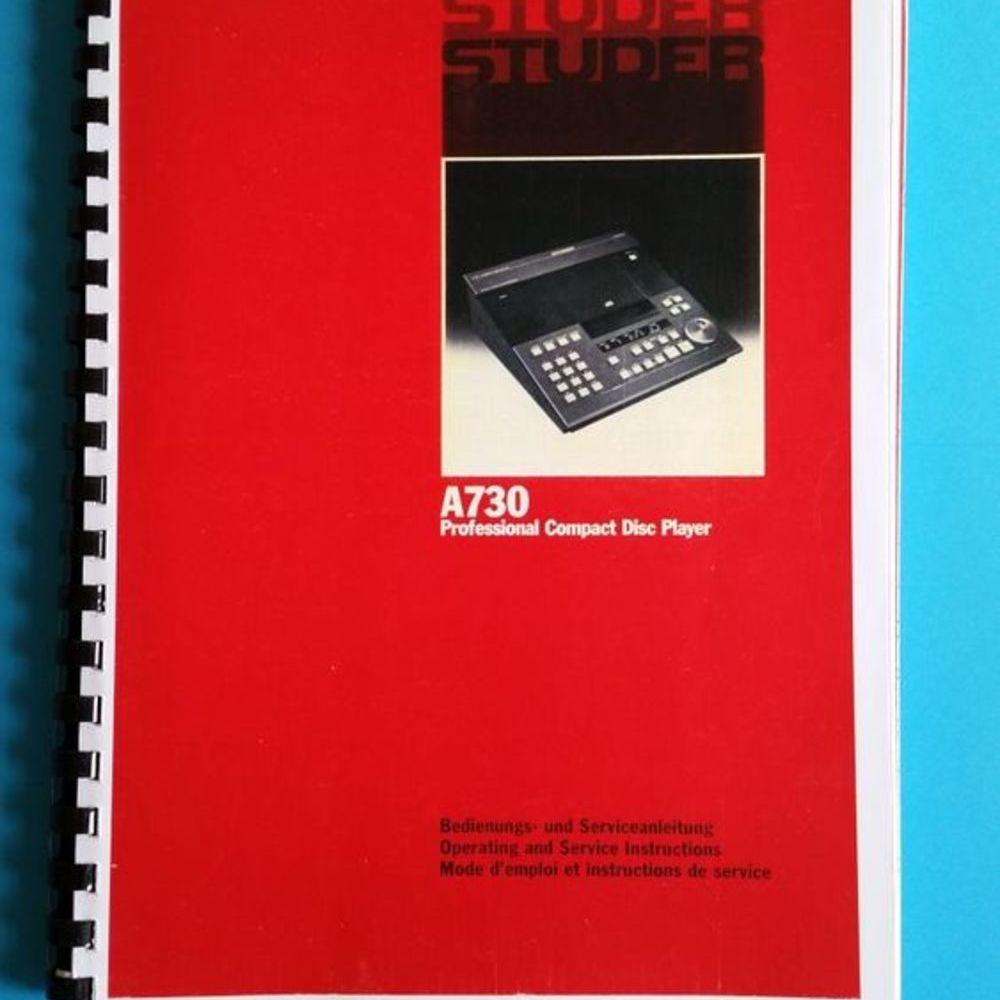 STUDER
STUDER
A730
Professional Compact Disc Player
Bedienungs- und Serviceanleitung
Operating and Service Instructions
Mode d'emploi et instructions de service